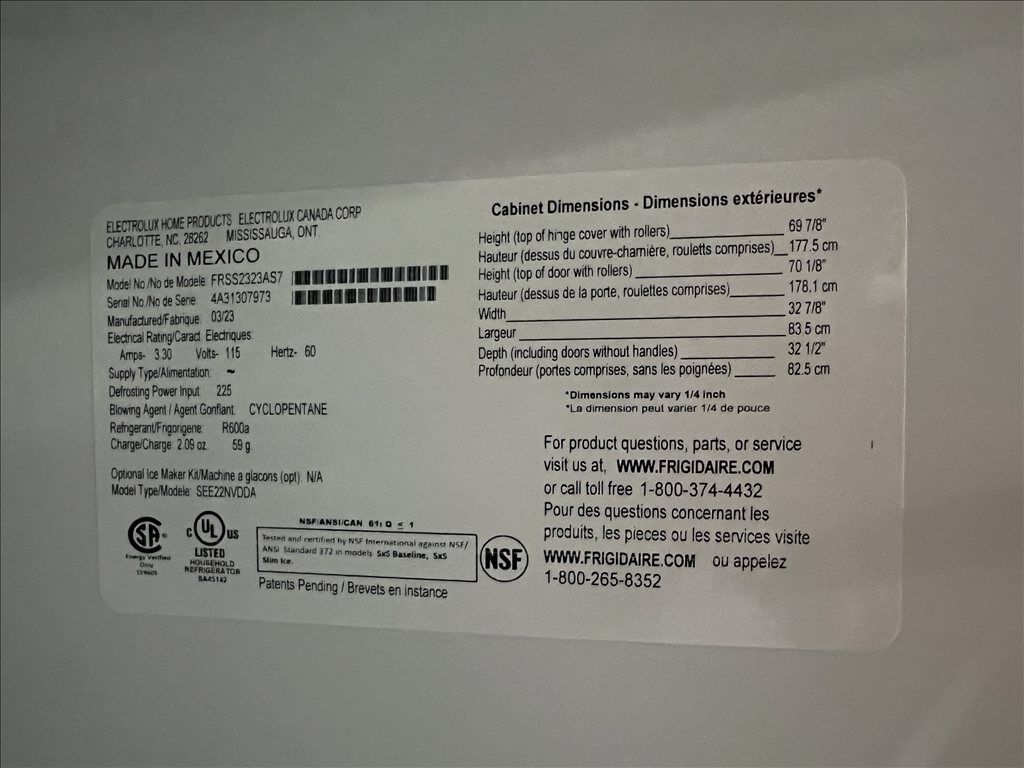 ELECTROLUX HOME PRODUCTS ELECTROLUX CANADA CORP
CHARLOTTE, NC, 28262 MISSISSAUGA, ONT.
MADE IN MEXICO
Model No./No de Modele: FRSS2323AS7
Serial No./No de Serie: 4A31307973
Manufactured/Fabrique: 03/23
Electrical Rating/Caract. Electriques:
Amps- 3.30 Volts- 115 Hertz- 60
Supply Type/Alimentation: ~
Defrosting Power Input: 225
Blowing Agent / Agent Gonflant: CYCLOPENTANE
Refrigerant/Frigorigene: R600a
Charge/Charge: 2.09 oz. 59 g.
Optional Ice Maker Kit/Machine a glacons (opt): N/A
Model Type/Modele: SEE22NVDDA
SA
Energy Verified
Only
C UL US
LISTED
HOUSEHOLD
REFRIGERATOR
SA45147
NSF/ANSI/CAN 61: Q ≤ 1
Tested and certified by NSF International against NSF/
ANSI Standard 372 in models SxS Baseline, SxS
Slim Ice.
NSF
Patents Pending / Brevets en instance
Cabinet Dimensions - Dimensions extérieures*
Height (top of hinge cover with rollers) 69 7/8"
Hauteur (dessus du couvre-charnière, roulettes comprises) 177.5 cm
Height (top of door with rollers) 70 1/8"
Hauteur (dessus de la porte, roulettes comprises) 178.1 cm
Width 32 7/8"
Largeur 83.5 cm
Depth (including doors without handles) 32 1/2"
Profondeur (portes comprises, sans les poignées) 82.5 cm
*Dimensions may vary 1/4 inch
*La dimension peut varier 1/4 de pouce
For product questions, parts, or service
visit us at, WWW.FRIGIDAIRE.COM
or call toll free 1-800-374-4432
Pour des questions concernant les
produits, les pieces ou les services visite
WWW.FRIGIDAIRE.COM ou appelez
1-800-265-8352